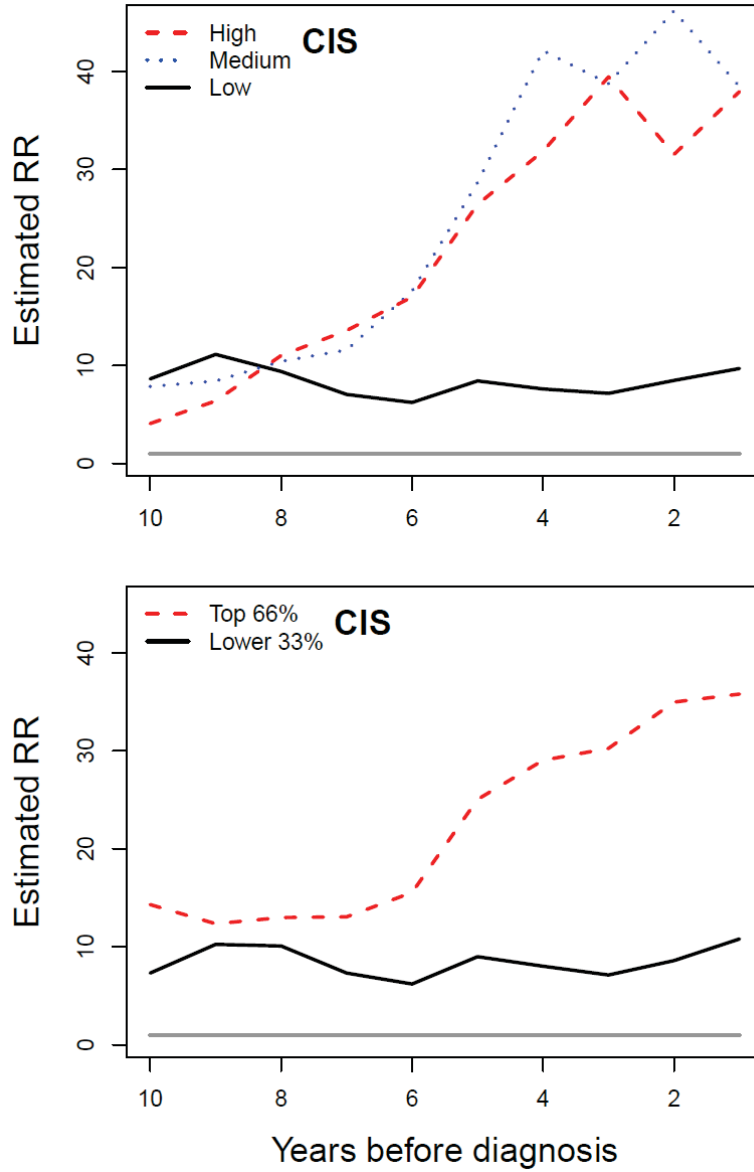 High
CIS
Medium
Low
Estimated RR
40
30
20
10
0
10 8 6 4 2
Top 66%
CIS
Lower 33%
Estimated RR
40
30
20
10
0
10 8 6 4 2
Years before diagnosis